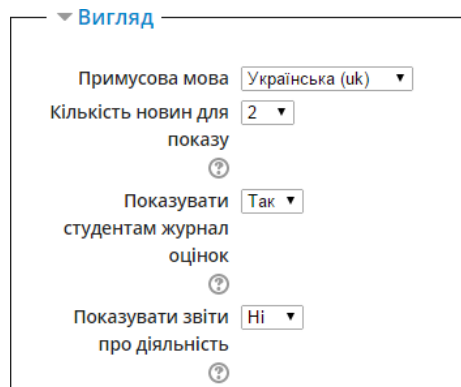 Вигляд
Примусова мова Українська (uk)
Кількість новин для 2
показу
Показувати Так
студентам журнал
оцінок
Показувати звіти Ні
про діяльність